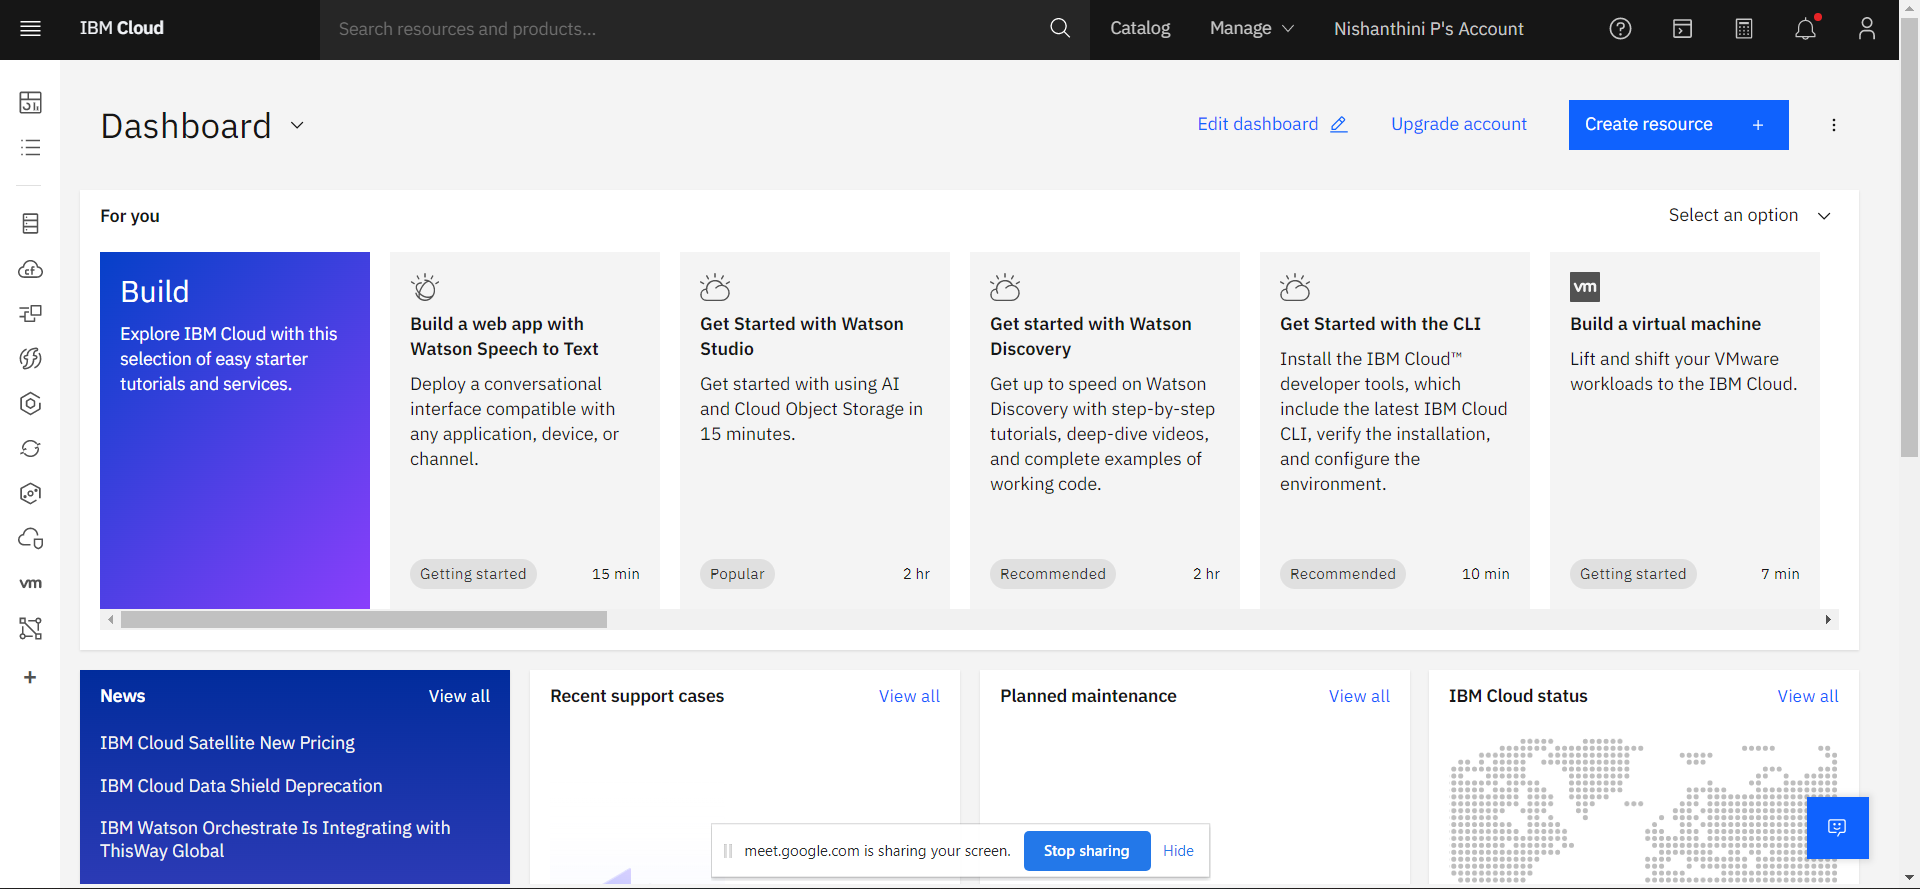 IBM Cloud
Search resources and products...
Catalog
Manage
Nishanthini P's Account
Dashboard
Edit dashboard
Upgrade account
Create resource +
For you
Select an option
Build
Explore IBM Cloud with this
selection of easy starter
tutorials and services.
Build a web app with
Watson Speech to Text
Deploy a conversational
interface compatible with
any application, device, or
channel.
Getting started
15 min
Get Started with Watson
Studio
Get started with using AI
and Cloud Object Storage in
15 minutes.
Popular
2 hr
Get started with Watson
Discovery
Get up to speed on Watson
Discovery with step-by-step
tutorials, deep-dive videos,
and complete examples of
working code.
Recommended
2 hr
Get Started with the CLI
Install the IBM Cloud™
developer tools, which
include the latest IBM Cloud
CLI, verify the installation,
and configure the
environment.
Recommended
10 min
vm
Build a virtual machine
Lift and shift your VMware
workloads to the IBM Cloud.
Getting started
7 min
cf
vm
+
News
View all
IBM Cloud Satellite New Pricing
IBM Cloud Data Shield Deprecation
IBM Watson Orchestrate Is Integrating with
ThisWay Global
Recent support cases
View all
Planned maintenance
View all
IBM Cloud status
View all
meet.google.com is sharing your screen.
Stop sharing
Hide